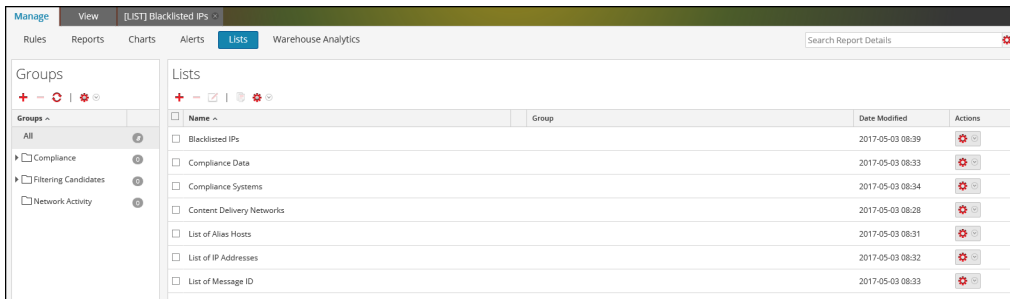 Manage View [LIST] Blacklisted IPs ×
Rules Reports Charts Alerts Lists Warehouse Analytics Search Report Details
Groups
Lists
Groups
Name Group Date Modified Actions
All
Blacklisted IPs 2017-05-03 08:39
Compliance 0
Compliance Data 2017-05-03 08:33
Filtering Candidates 0
Compliance Systems 2017-05-03 08:34
Network Activity 0
Content Delivery Networks 2017-05-03 08:28
List of Alias Hosts 2017-05-03 08:31
List of IP Addresses 2017-05-03 08:32
List of Message ID 2017-05-03 08:33